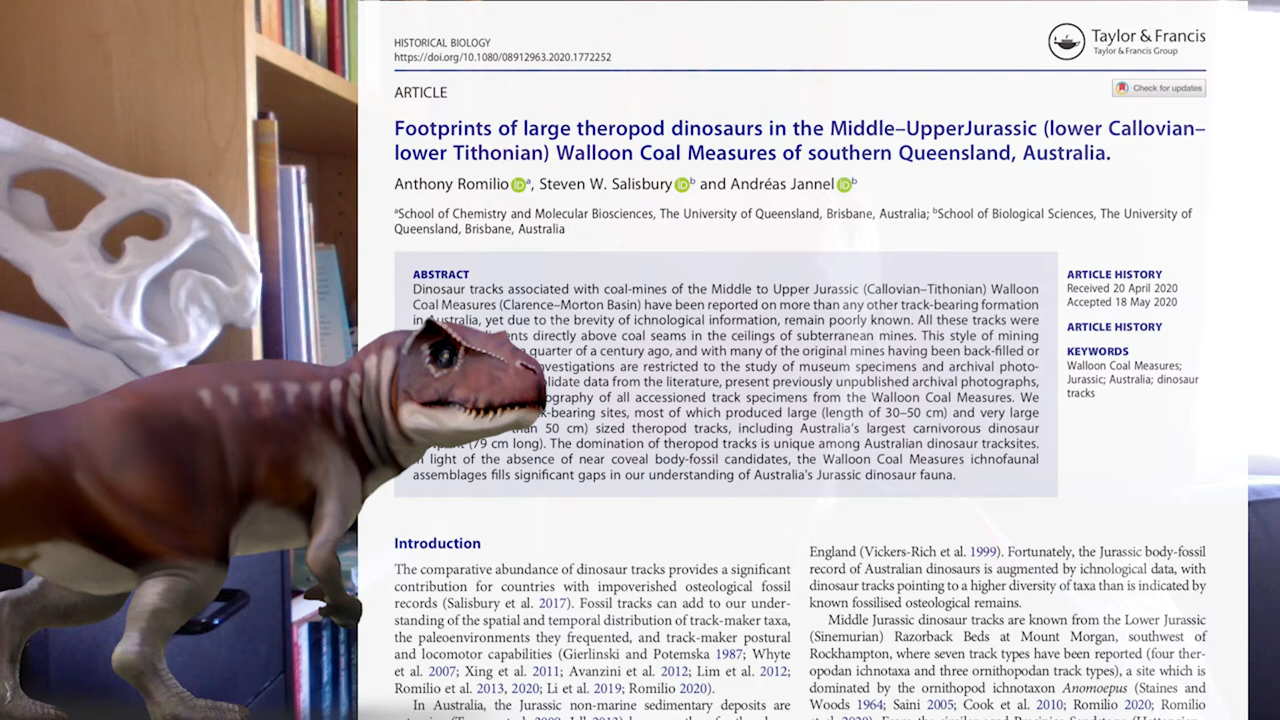 HISTORICAL BIOLOGY
https://doi.org/10.1080/08912963.2020.1772252
Taylor & Francis
Taylor & Francis Group
Check for updates
ARTICLE
Footprints of large theropod dinosaurs in the Middle–UpperJurassic (lower Callovian–
lower Tithonian) Walloon Coal Measures of southern Queensland, Australia.
Anthony Romilio iD a, Steven W. Salisbury iD b and Andréas Jannel iD b
aSchool of Chemistry and Molecular Biosciences, The University of Queensland, Brisbane, Australia; bSchool of Biological Sciences, The University of
Queensland, Brisbane, Australia
ABSTRACT
Dinosaur tracks associated with coal-mines of the Middle to Upper Jurassic (Callovian–Tithonian) Walloon
Coal Measures (Clarence–Morton Basin) have been reported on more than any other track-bearing formation
in Australia, yet due to the brevity of ichnological information, remain poorly known. All these tracks were
directly above coal seams in the ceilings of subterranean mines. This style of mining
a quarter of a century ago, and with many of the original mines having been back-filled or
investigations are restricted to the study of museum specimens and archival photo-
data from the literature, present previously unpublished archival photographs,
of all accessioned track specimens from the Walloon Coal Measures. We
-bearing sites, most of which produced large (length of 30–50 cm) and very large
50 cm) sized theropod tracks, including Australia's largest carnivorous dinosaur
(79 cm long). The domination of theropod tracks is unique among Australian dinosaur tracksites.
light of the absence of near coveal body-fossil candidates, the Walloon Coal Measures ichnofaunal
assemblages fills significant gaps in our understanding of Australia's Jurassic dinosaur fauna.
ARTICLE HISTORY
Received 20 April 2020
Accepted 18 May 2020
ARTICLE HISTORY
KEYWORDS
Walloon Coal Measures;
Jurassic; Australia; dinosaur
tracks
Introduction
The comparative abundance of dinosaur tracks provides a significant
contribution for countries with impoverished osteological fossil
records (Salisbury et al. 2017). Fossil tracks can add to our under-
standing of the spatial and temporal distribution of track-maker taxa,
the paleoenvironments they frequented, and track-maker postural
and locomotor capabilities (Gierlinski and Potemska 1987; Whyte
et al. 2007; Xing et al. 2011; Avanzini et al. 2012; Lim et al. 2012;
Romilio et al. 2013, 2020; Li et al. 2019; Romilio 2020).
In Australia, the Jurassic non-marine sedimentary deposits are
England (Vickers-Rich et al. 1999). Fortunately, the Jurassic body-fossil
record of Australian dinosaurs is augmented by ichnological data, with
dinosaur tracks pointing to a higher diversity of taxa than is indicated by
known fossilised osteological remains.
Middle Jurassic dinosaur tracks are known from the Lower Jurassic
(Sinemurian) Razorback Beds at Mount Morgan, southwest of
Rockhampton, where seven track types have been reported (four ther-
opodan ichnotaxa and three ornithopodan track types), a site which is
dominated by the ornithopod ichnotaxon Anomoepus (Staines and
Woods 1964; Saini 2005; Cook et al. 2010; Romilio 2020; Romilio